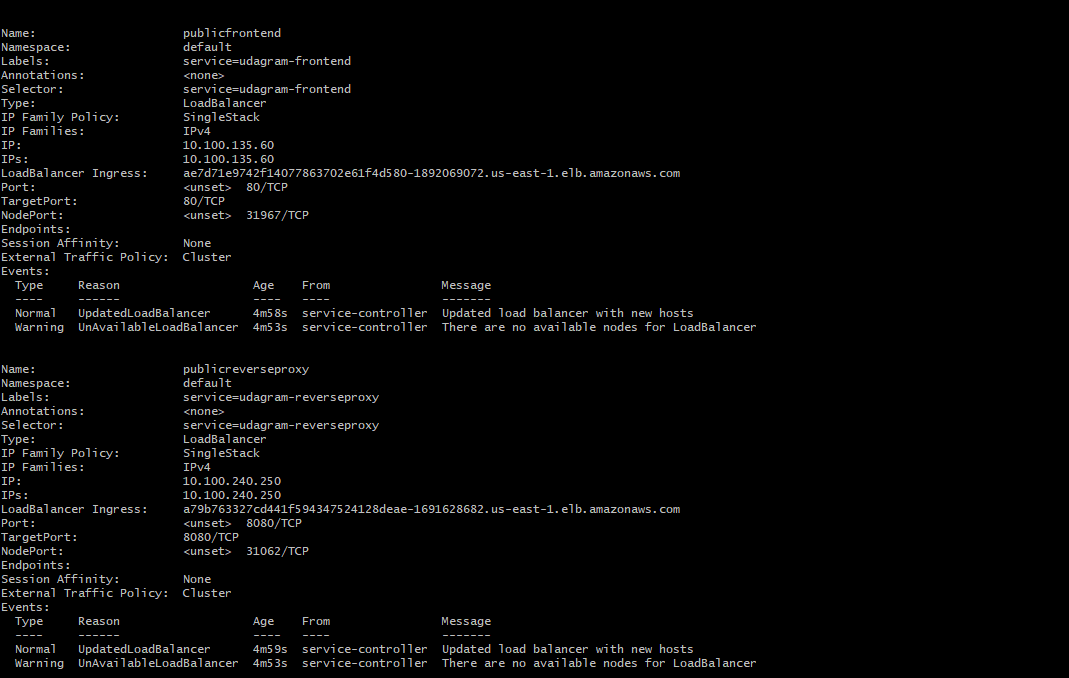 Name:                     publicfrontend
Namespace:                default
Labels:                   service=udagram-frontend
Annotations:              <none>
Selector:                 service=udagram-frontend
Type:                     LoadBalancer
IP Family Policy:         SingleStack
IP Families:              IPv4
IP:                       10.100.135.60
IPs:                      10.100.135.60
LoadBalancer Ingress:     ae7d71e9742f14077863702e61f4d580-1892069072.us-east-1.elb.amazonaws.com
Port:                     <unset>  80/TCP
TargetPort:               80/TCP
NodePort:                 <unset>  31967/TCP
Endpoints:
Session Affinity:         None
External Traffic Policy:  Cluster
Events:
  Type     Reason                   Age    From                Message
  ----     ------                   ----   ----                -------
  Normal   UpdatedLoadBalancer      4m58s  service-controller  Updated load balancer with new hosts
  Warning  UnAvailableLoadBalancer  4m53s  service-controller  There are no available nodes for LoadBalancer
Name:                     publicreverseproxy
Namespace:                default
Labels:                   service=udagram-reverseproxy
Annotations:              <none>
Selector:                 service=udagram-reverseproxy
Type:                     LoadBalancer
IP Family Policy:         SingleStack
IP Families:              IPv4
IP:                       10.100.240.250
IPs:                      10.100.240.250
LoadBalancer Ingress:     a79b763327cd441f594347524128deae-1691628682.us-east-1.elb.amazonaws.com
Port:                     <unset>  8080/TCP
TargetPort:               8080/TCP
NodePort:                 <unset>  31062/TCP
Endpoints:
Session Affinity:         None
External Traffic Policy:  Cluster
Events:
  Type     Reason                   Age    From                Message
  ----     ------                   ----   ----                -------
  Normal   UpdatedLoadBalancer      4m59s  service-controller  Updated load balancer with new hosts
  Warning  UnAvailableLoadBalancer  4m53s  service-controller  There are no available nodes for LoadBalancer